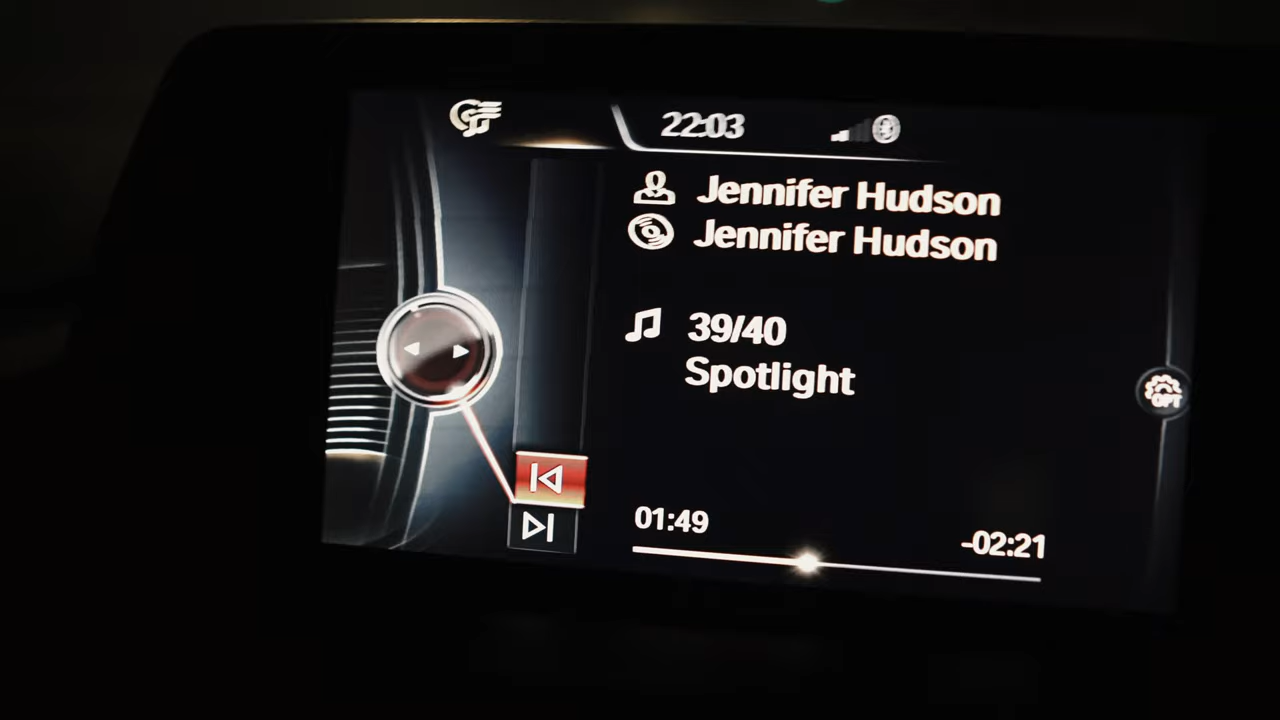 22:03
Jennifer Hudson
Jennifer Hudson
39/40
Spotlight
OPT
01:49
-02:21